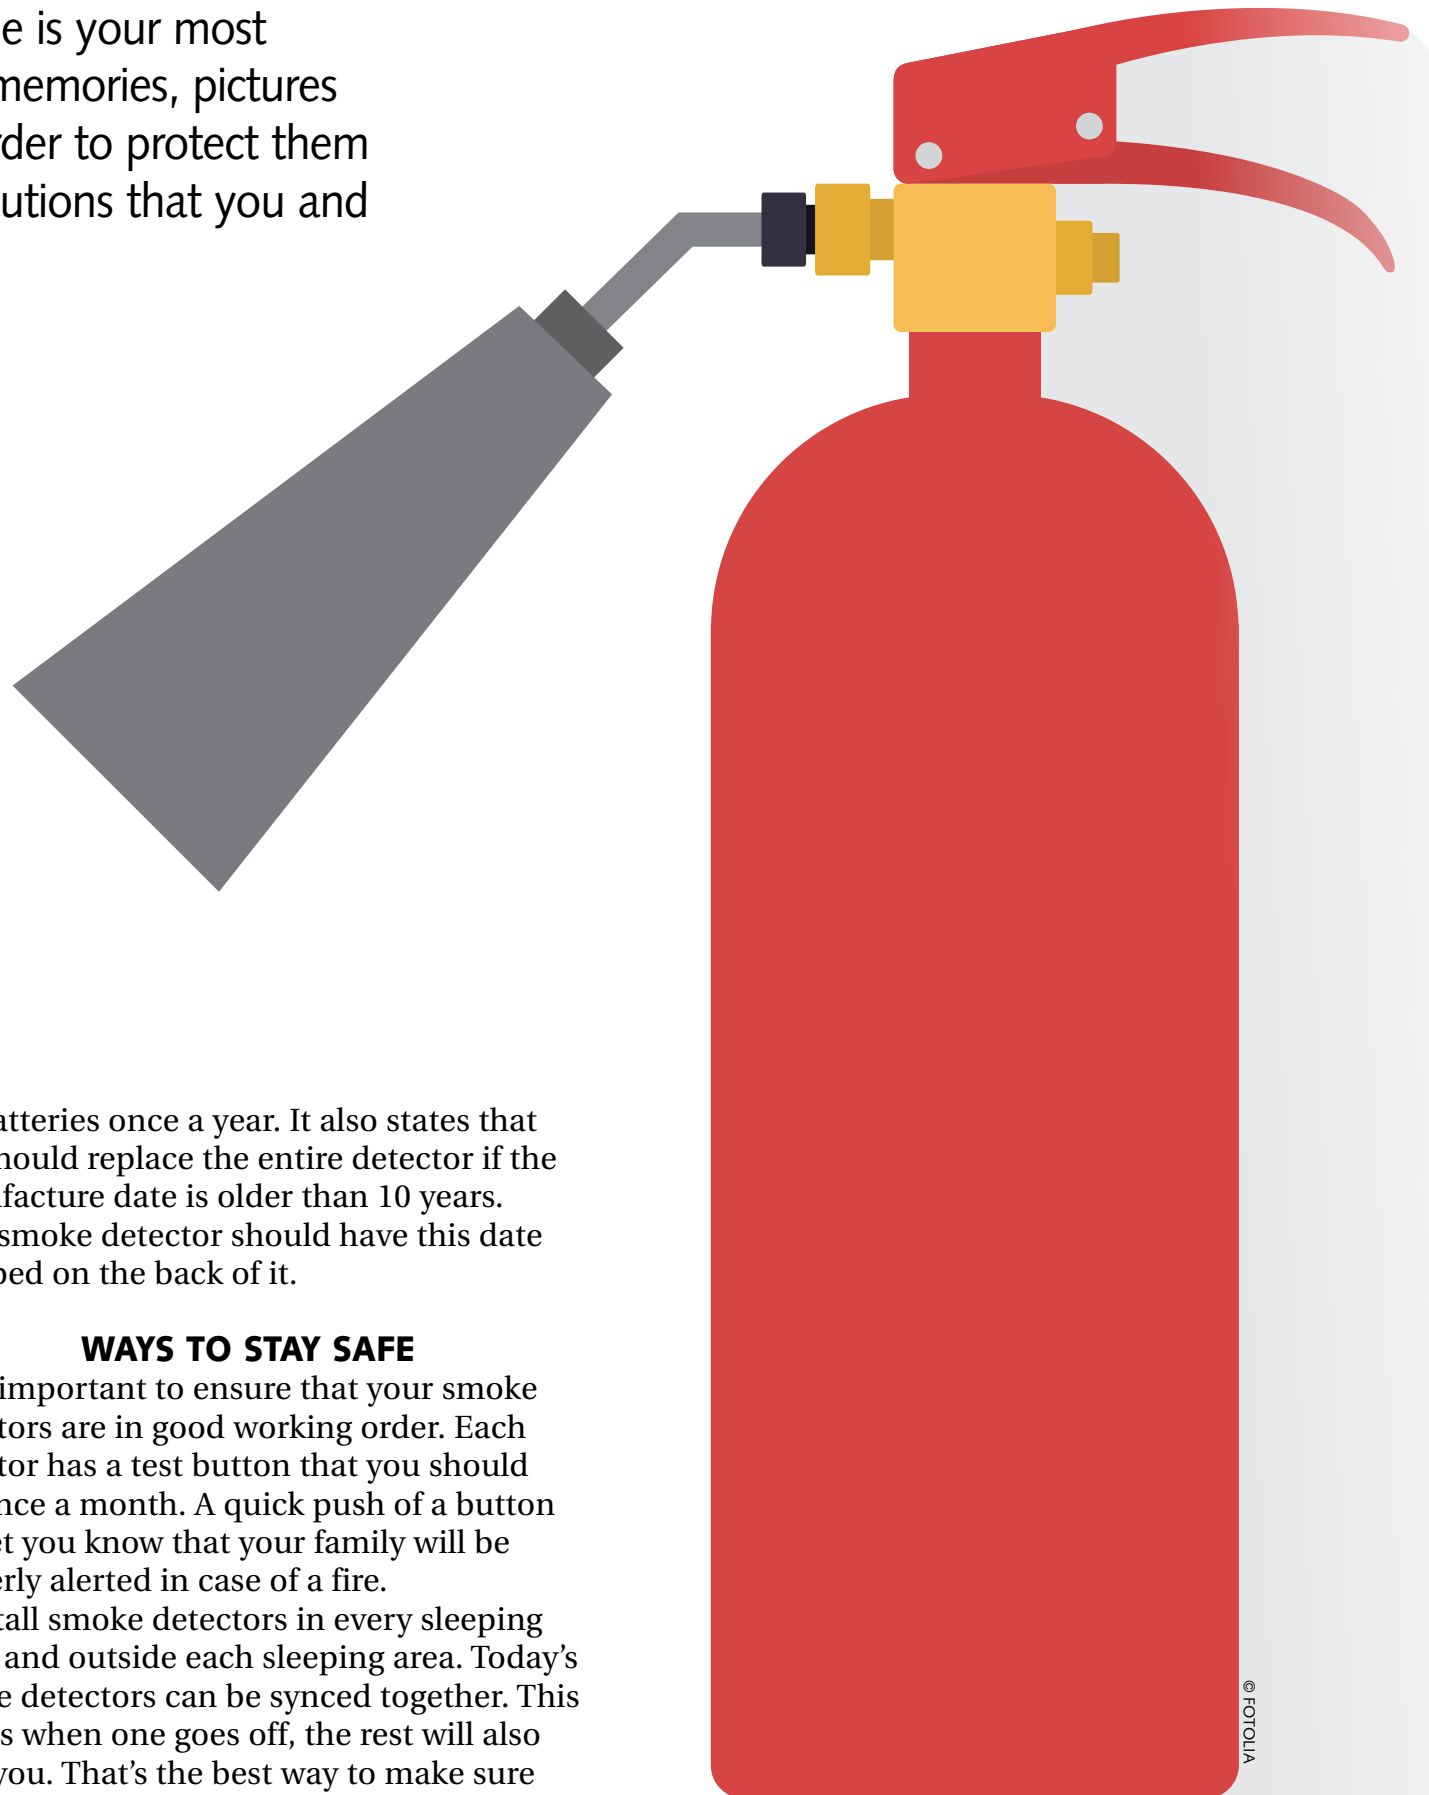 e is your most
memories, pictures
der to protect them
utions that you and
atteries once a year. It also states that
hould replace the entire detector if the
facture date is older than 10 years.
smoke detector should have this date
ped on the back of it.
WAYS TO STAY SAFE
important to ensure that your smoke
tors are in good working order. Each
tor has a test button that you should
nce a month. A quick push of a button
et you know that your family will be
erly alerted in case of a fire.
tall smoke detectors in every sleeping
and outside each sleeping area. Today’s
e detectors can be synced together. This
s when one goes off, the rest will also
you. That’s the best way to make sure
© FOTOLIA